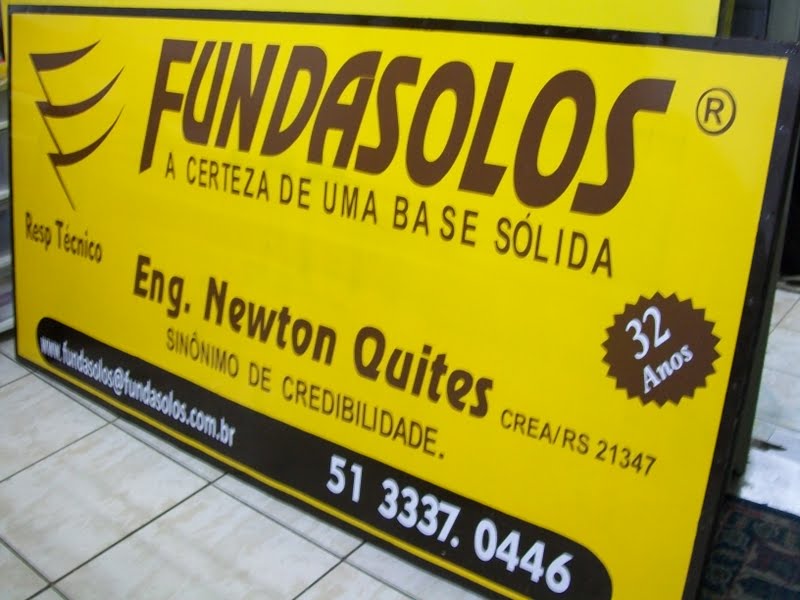 FUNDASOLOS ®
A CERTEZA DE UMA BASE SÓLIDA
Resp Técnico
Eng. Newton Quites
SINÔNIMO DE CREDIBILIDADE.
CREA/RS 21347
32
Anos
www.fundasolos@fundasolos.com.br
51 3337. 0446